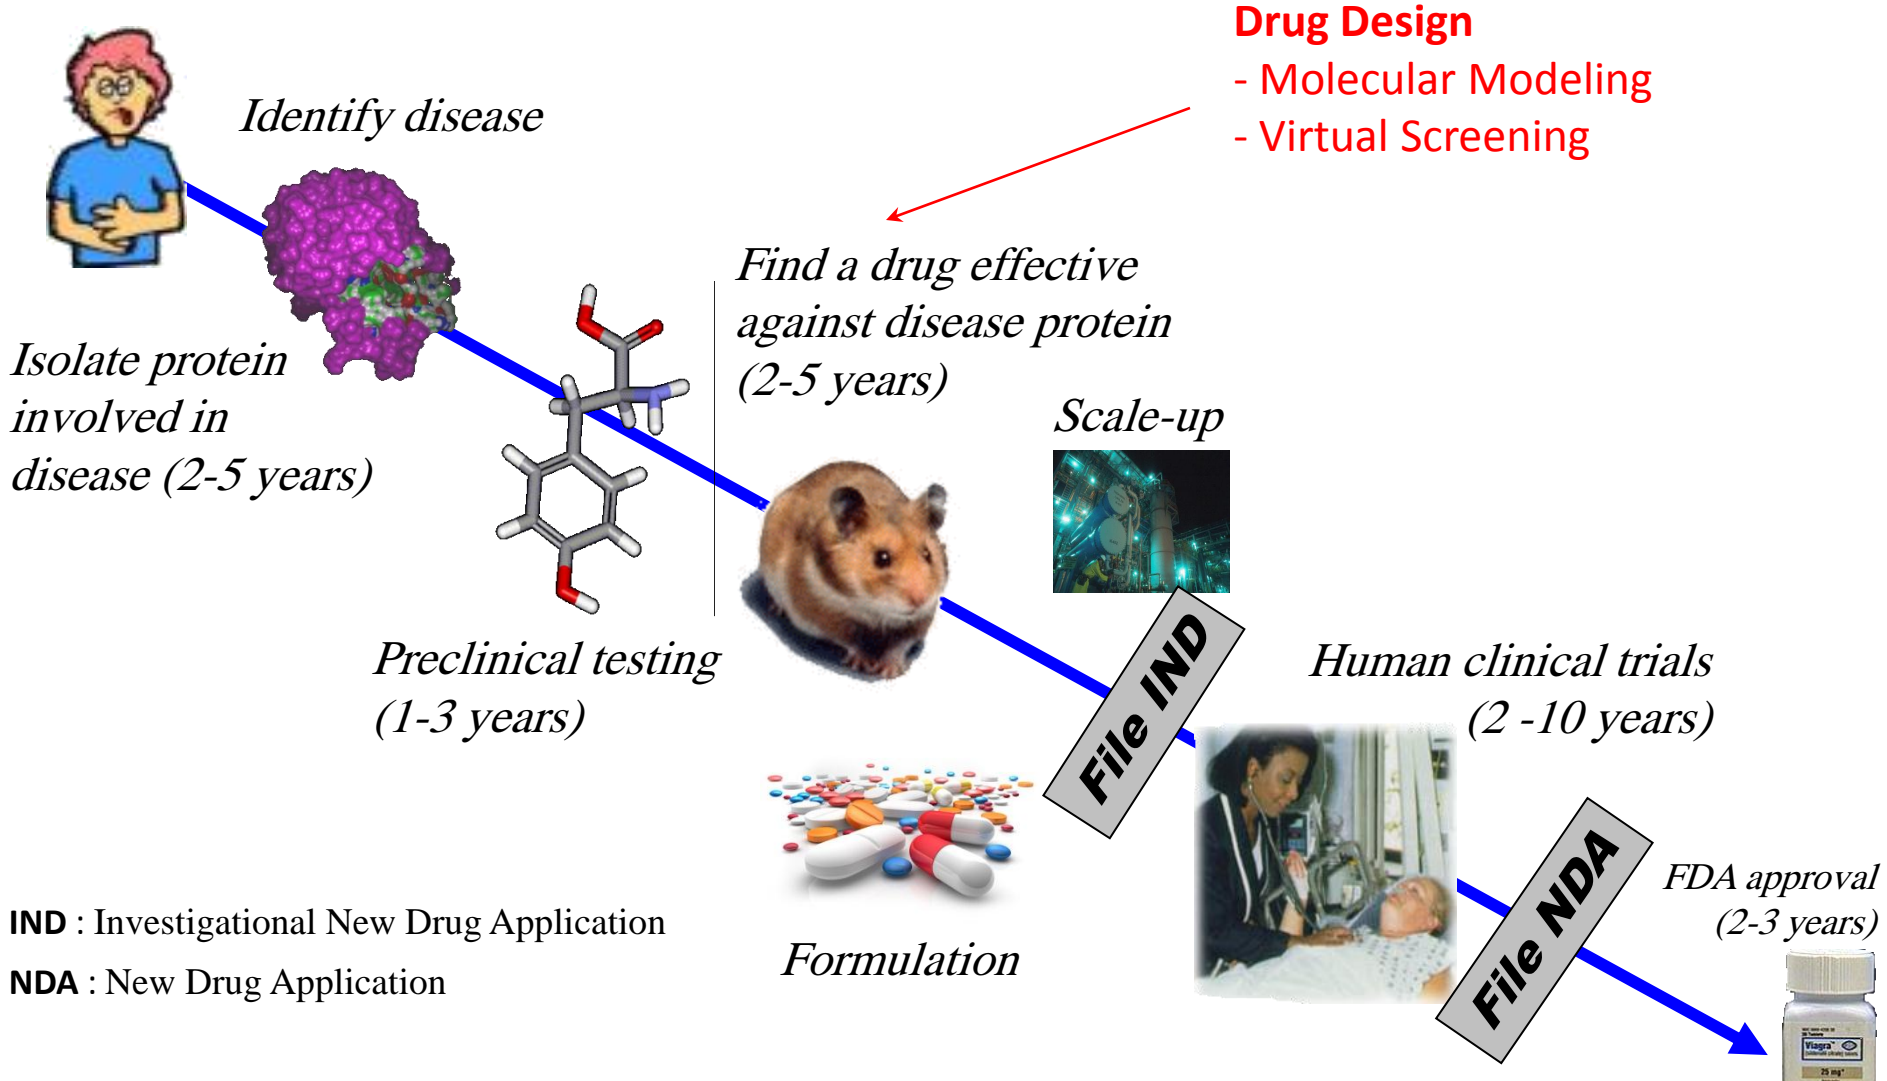 Drug Design
- Molecular Modeling
- Virtual Screening
Identify disease
Find a drug effective
against disease protein
(2-5 years)
Isolate protein
involved in
disease (2-5 years)
Scale-up
Preclinical testing
(1-3 years)
File IND
Human clinical trials
(2 -10 years)
File NDA
FDA approval
(2-3 years)
IND : Investigational New Drug Application
NDA : New Drug Application
Formulation
Viagra
25 mg